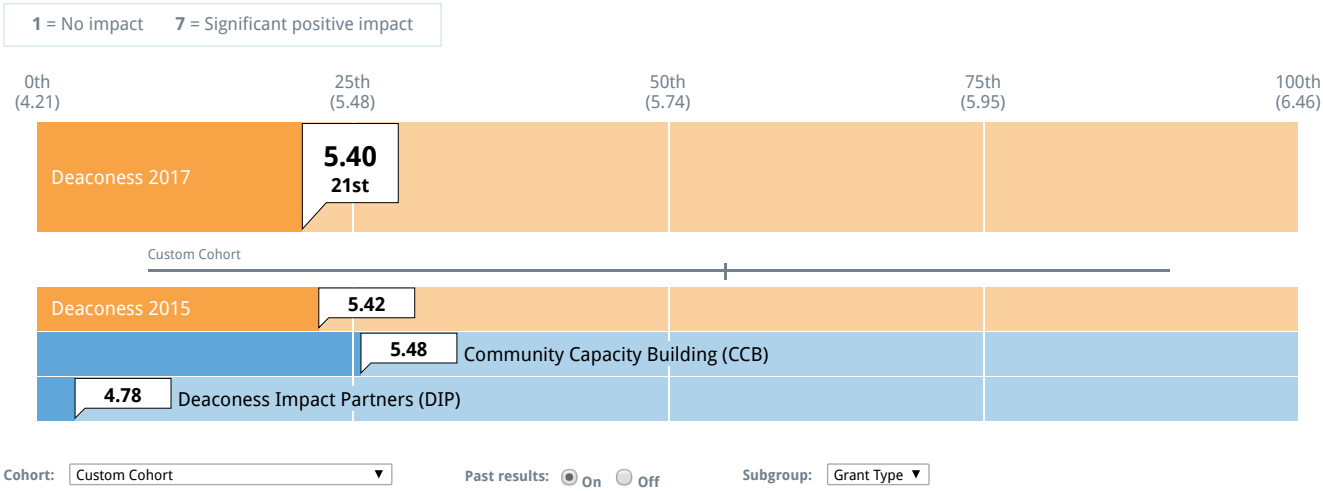 1 = No impact 7 = Significant positive impact
0th 25th 50th 75th 100th
(4.21) (5.48) (5.74) (5.95) (6.46)
5.40
Deaconess 2017
21st
Custom Cohort
Deaconess 2015 5.42
5.48 Community Capacity Building (CCB)
4.78 Deaconess Impact Partners (DIP)
Cohort: Custom Cohort Past results: On Off Subgroup: Grant Type